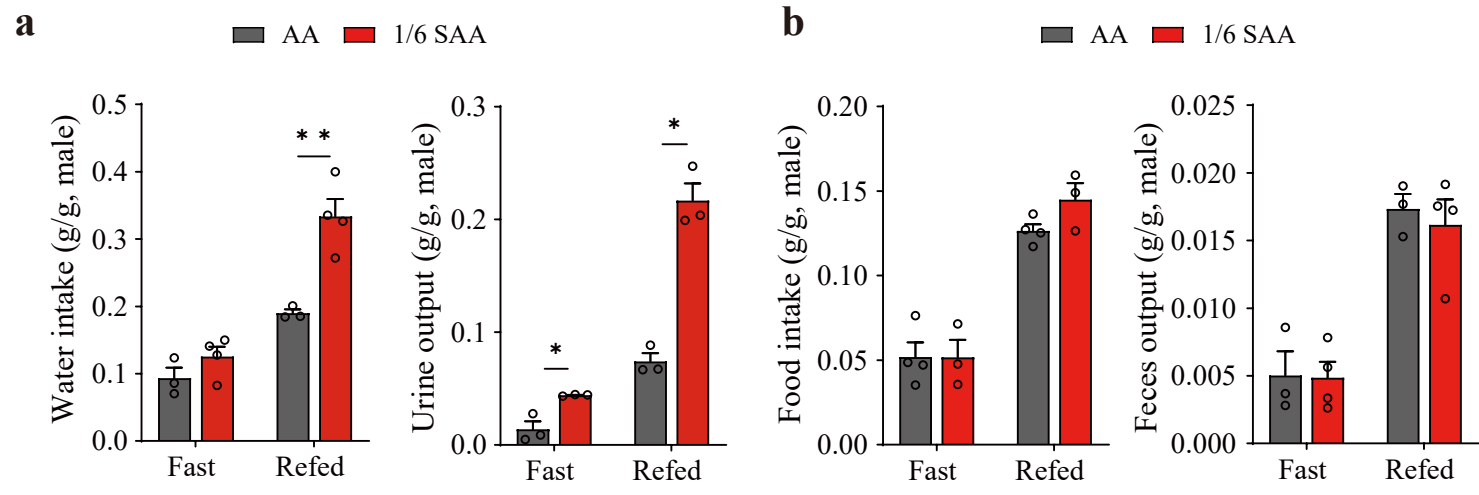 a
AA 1/6 SAA
Water intake (g/g, male)
0.5
0.4
0.3
0.2
0.1
0.0
* *
Fast Refed
Urine output (g/g, male)
0.3
0.2
0.1
0.0
*
*
Fast Refed
b
AA 1/6 SAA
Food intake (g/g, male)
0.20
0.15
0.10
0.05
0.00
Fast Refed
Feces output (g/g, male)
0.025
0.020
0.015
0.010
0.005
0.000
Fast Refed